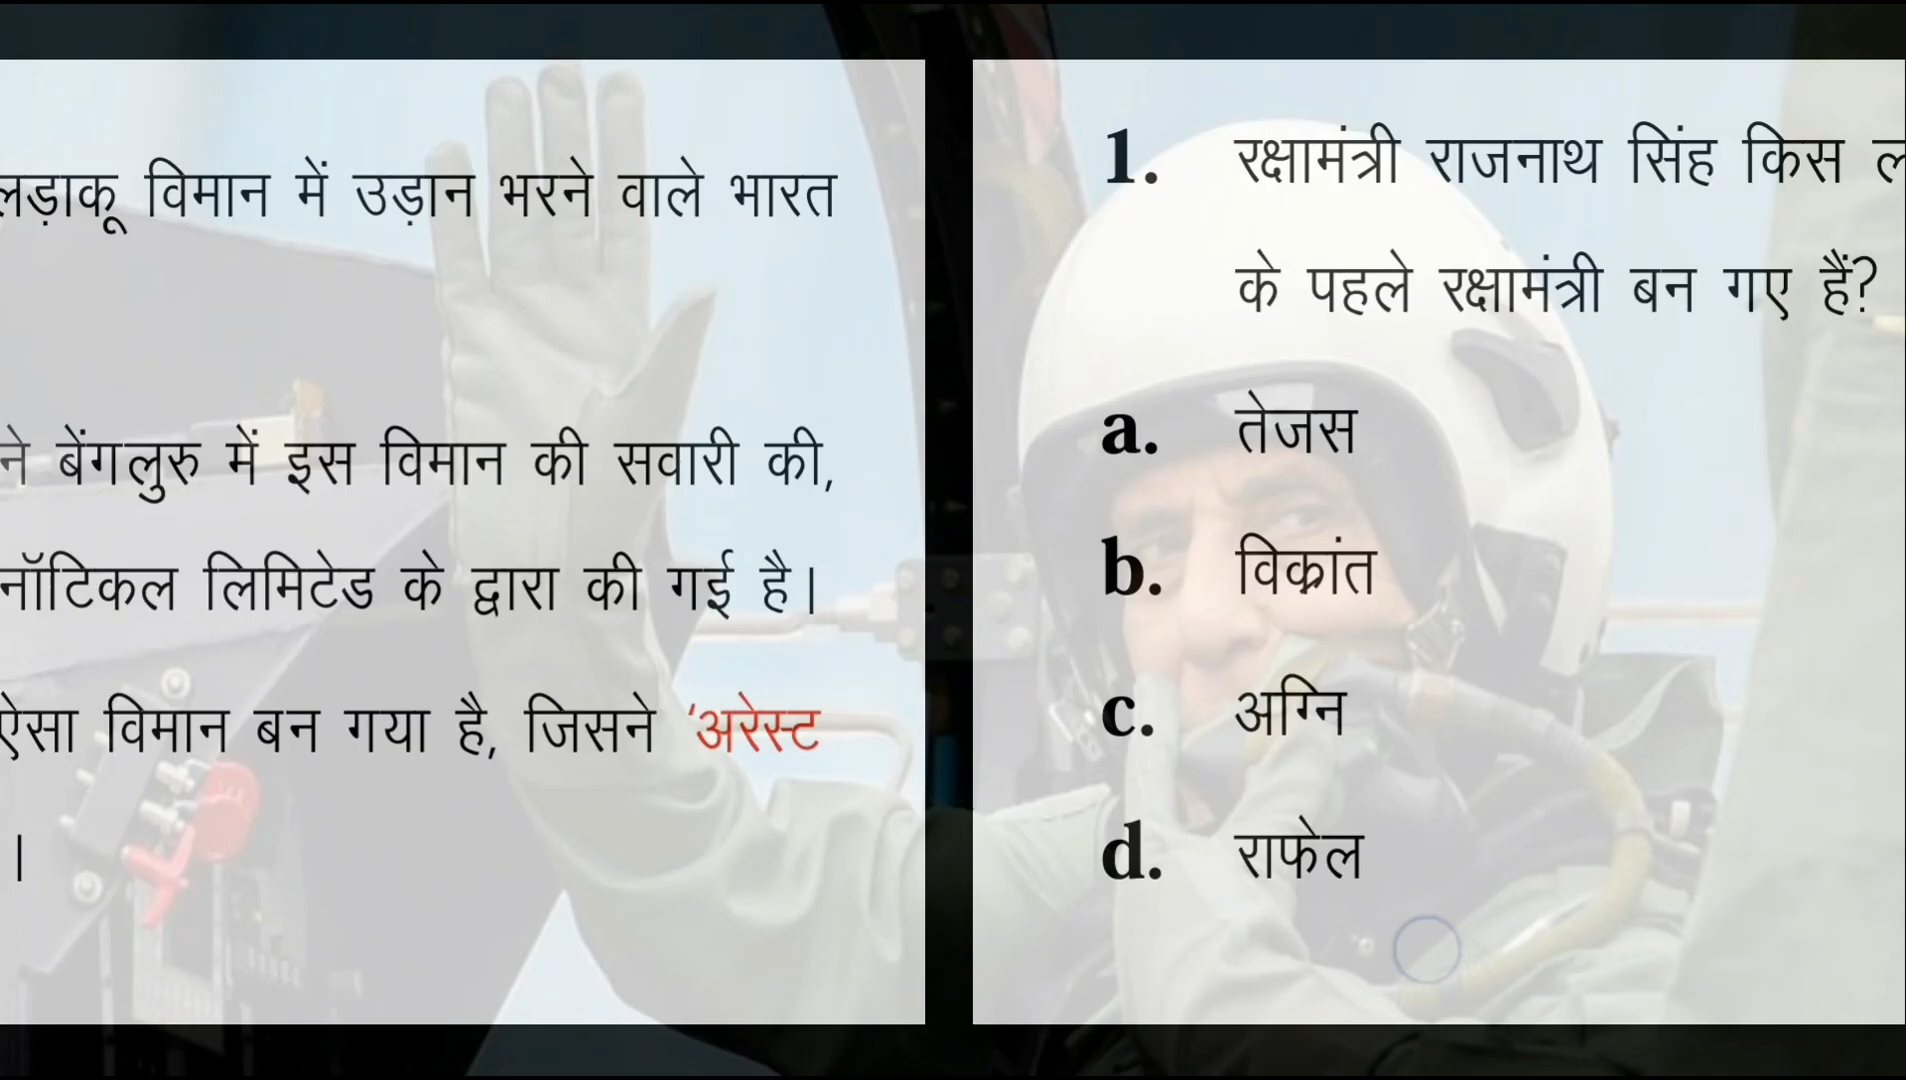 लड़ाकू विमान में उड़ान भरने वाले भारत
ने बेंगलुरु में इस विमान की सवारी की,
नॉटिकल लिमिटेड के द्वारा की गई है।
ऐसा विमान बन गया है, जिसने ‘अरेस्ट
।
1. रक्षामंत्री राजनाथ सिंह किस ल
के पहले रक्षामंत्री बन गए हैं?
a. तेजस
b. विक्रांत
c. अग्नि
d. राफेल